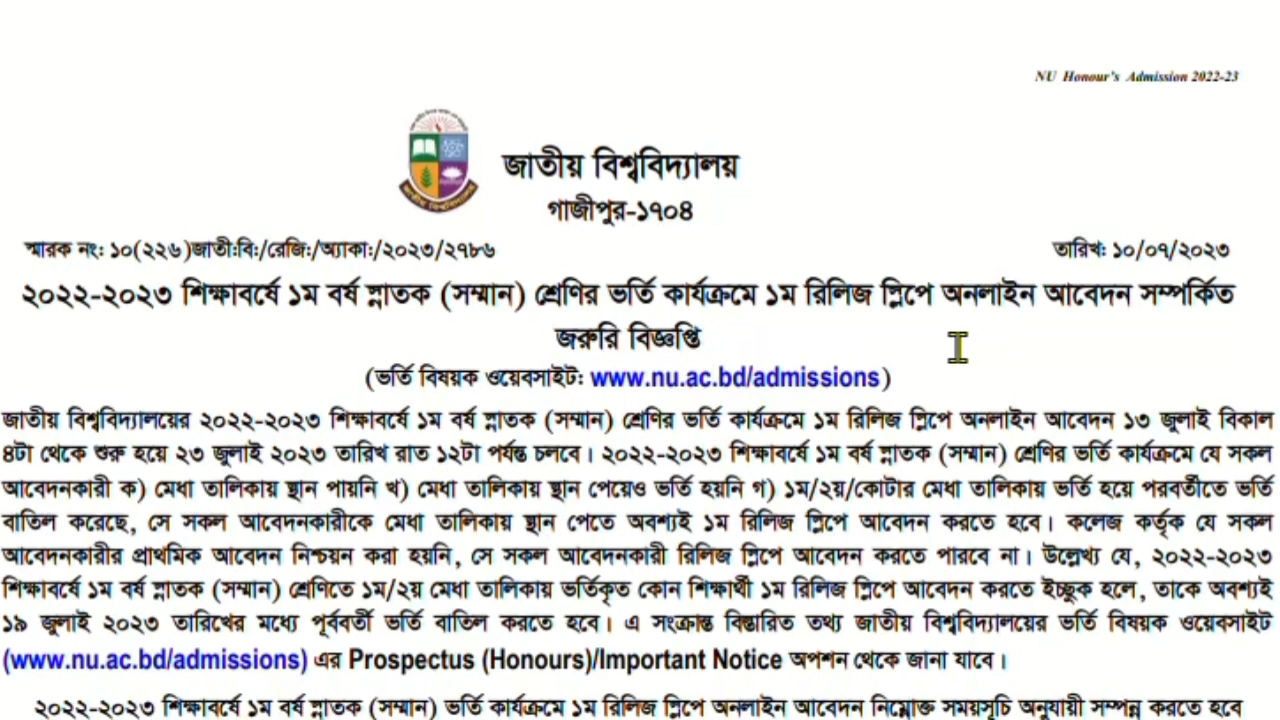 NU Honour's Admission 2022-23
জাতীয় বিশ্ববিদ্যালয়
গাজীপুর-১৭০৪
স্মারক নং: ১০(২২৬)জাতী:বি:/রেজি:/অ্যাকা:/২০২৩/২৭৮৬ তারিখ: ১০/০৭/২০২৩
২০২২-২০২৩ শিক্ষাবর্ষে ১ম বর্ষ স্নাতক (সম্মান) শ্রেণির ভর্তি কার্যক্রমে ১ম রিলিজ স্লিপে অনলাইন আবেদন সম্পর্কিত
জরুরি বিজ্ঞপ্তি
(ভর্তি বিষয়ক ওয়েবসাইট: www.nu.ac.bd/admissions)
জাতীয় বিশ্ববিদ্যালয়ের ২০২২-২০২৩ শিক্ষাবর্ষে ১ম বর্ষ স্নাতক (সম্মান) শ্রেণির ভর্তি কার্যক্রমে ১ম রিলিজ স্লিপে অনলাইন আবেদন ১৩ জুলাই বিকাল
৪টা থেকে শুরু হয়ে ২৩ জুলাই ২০২৩ তারিখ রাত ১২টা পর্যন্ত চলবে। ২০২২-২০২৩ শিক্ষাবর্ষে ১ম বর্ষ স্নাতক (সম্মান) শ্রেণির ভর্তি কার্যক্রমে যে সকল
আবেদনকারী ক) মেধা তালিকায় স্থান পায়নি খ) মেধা তালিকায় স্থান পেয়েও ভর্তি হয়নি গ) ১ম/২য়/কোটার মেধা তালিকায় ভর্তি হয়ে পরবর্তীতে ভর্তি
বাতিল করেছে, সে সকল আবেদনকারীকে মেধা তালিকায় স্থান পেতে অবশ্যই ১ম রিলিজ স্লিপে আবেদন করতে হবে। কলেজ কর্তৃক যে সকল
আবেদনকারীর প্রাথমিক আবেদন নিশ্চয়ন করা হয়নি, সে সকল আবেদনকারী রিলিজ স্লিপে আবেদন করতে পারবে না। উল্লেখ্য যে, ২০২২-২০২৩
শিক্ষাবর্ষে ১ম বর্ষ স্নাতক (সম্মান) শ্রেণিতে ১ম/২য় মেধা তালিকায় ভর্তিকৃত কোন শিক্ষার্থী ১ম রিলিজ স্লিপে আবেদন করতে ইচ্ছুক হলে, তাকে অবশ্যই
১৯ জুলাই ২০২৩ তারিখের মধ্যে পূর্ববর্তী ভর্তি বাতিল করতে হবে। এ সংক্রান্ত বিস্তারিত তথ্য জাতীয় বিশ্ববিদ্যালয়ের ভর্তি বিষয়ক ওয়েবসাইট
(www.nu.ac.bd/admissions) এর Prospectus (Honours)/Important Notice অপশন থেকে জানা যাবে।
২০২২-২০২৩ শিক্ষাবর্ষে ১ম বর্ষ স্নাতক (সম্মান) ভর্তি কার্যক্রমে ১ম রিলিজ স্লিপে অনলাইন আবেদন নিম্নোক্ত সময়সূচি অনুযায়ী সম্পন্ন করতে হবে